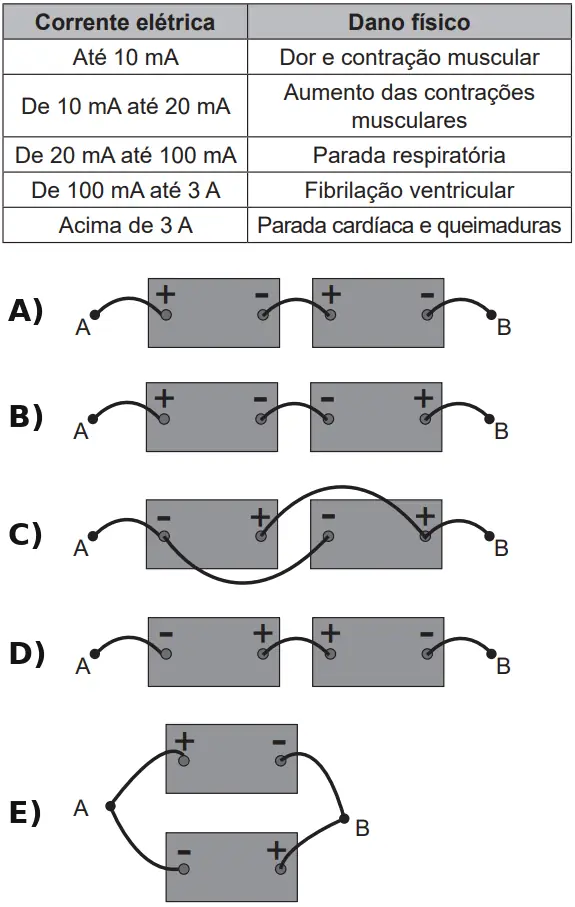 Corrente elétrica Dano físico
Até 10 mA Dor e contração muscular
De 10 mA até 20 mA Aumento das contrações
musculares
De 20 mA até 100 mA Parada respiratória
De 100 mA até 3 A Fibrilação ventricular
Acima de 3 A Parada cardíaca e queimaduras
A) A + - + - B
B) A + - - + B
C) A - + - + B
D) A - + + - B
E) A + - B
- +